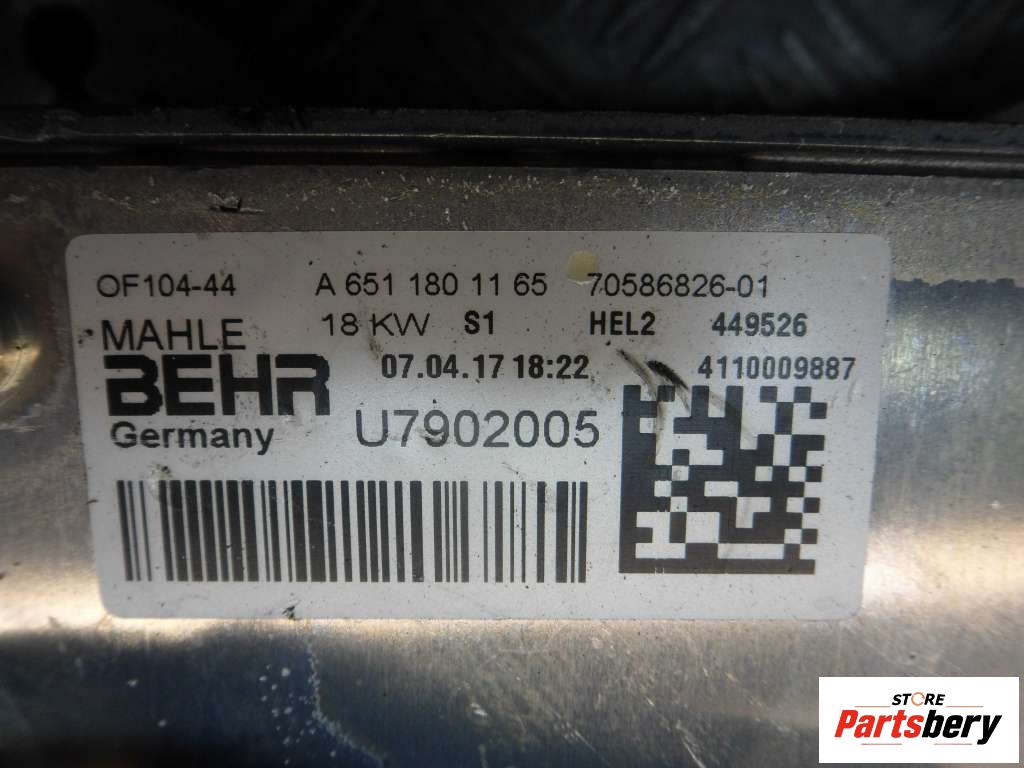 OF104-44 A 651 180 11 65 70586826-01
MAHLE 18 KW S1 HEL2 449526
BEHR 07.04.17 18:22 4110009887
Germany U7902005
STORE
Partsbery